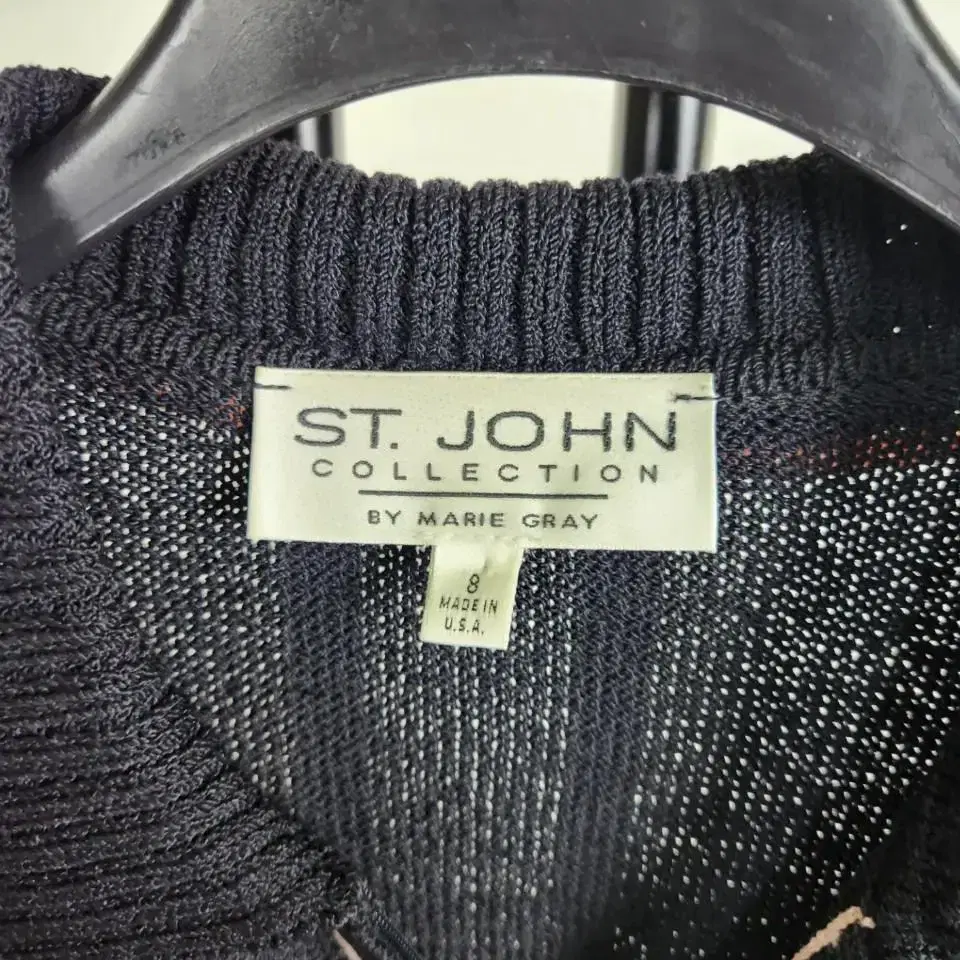 ST. JOHN
COLLECTION
BY MARIE GRAY
8
MADE IN
U.S.A.